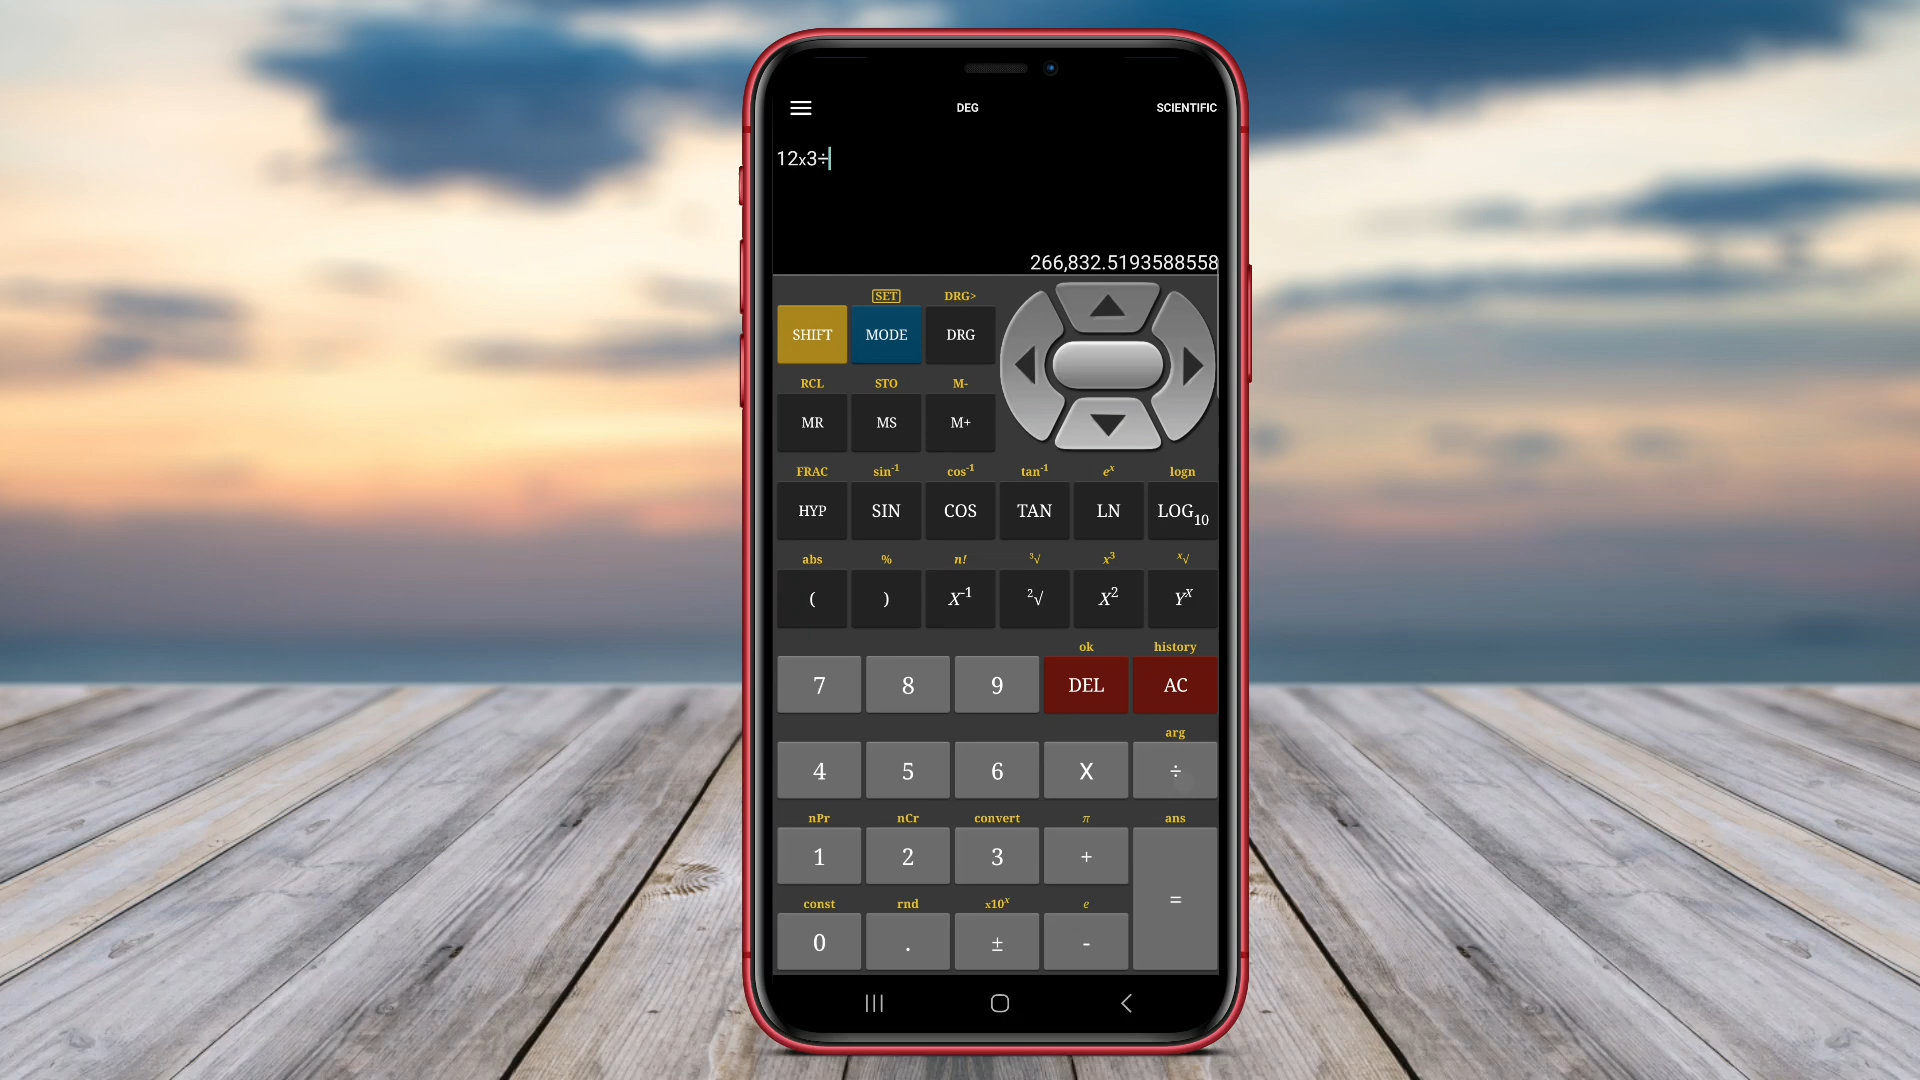 DEG SCIENTIFIC
12x3÷
266,832.5193588558
SET DRG>
SHIFT MODE DRG
RCL STO M-
MR MS M+
FRAC sin⁻¹ cos⁻¹ tan⁻¹ eˣ logn
HYP SIN COS TAN LN LOG₁₀
abs % n! ³√ x³ ˣ√
( ) X⁻¹ ²√ X² Yˣ
ok history
7 8 9 DEL AC
arg
4 5 6 X ÷
nPr nCr convert π ans
1 2 3 + =
const rnd x10ˣ e
0 . ± -